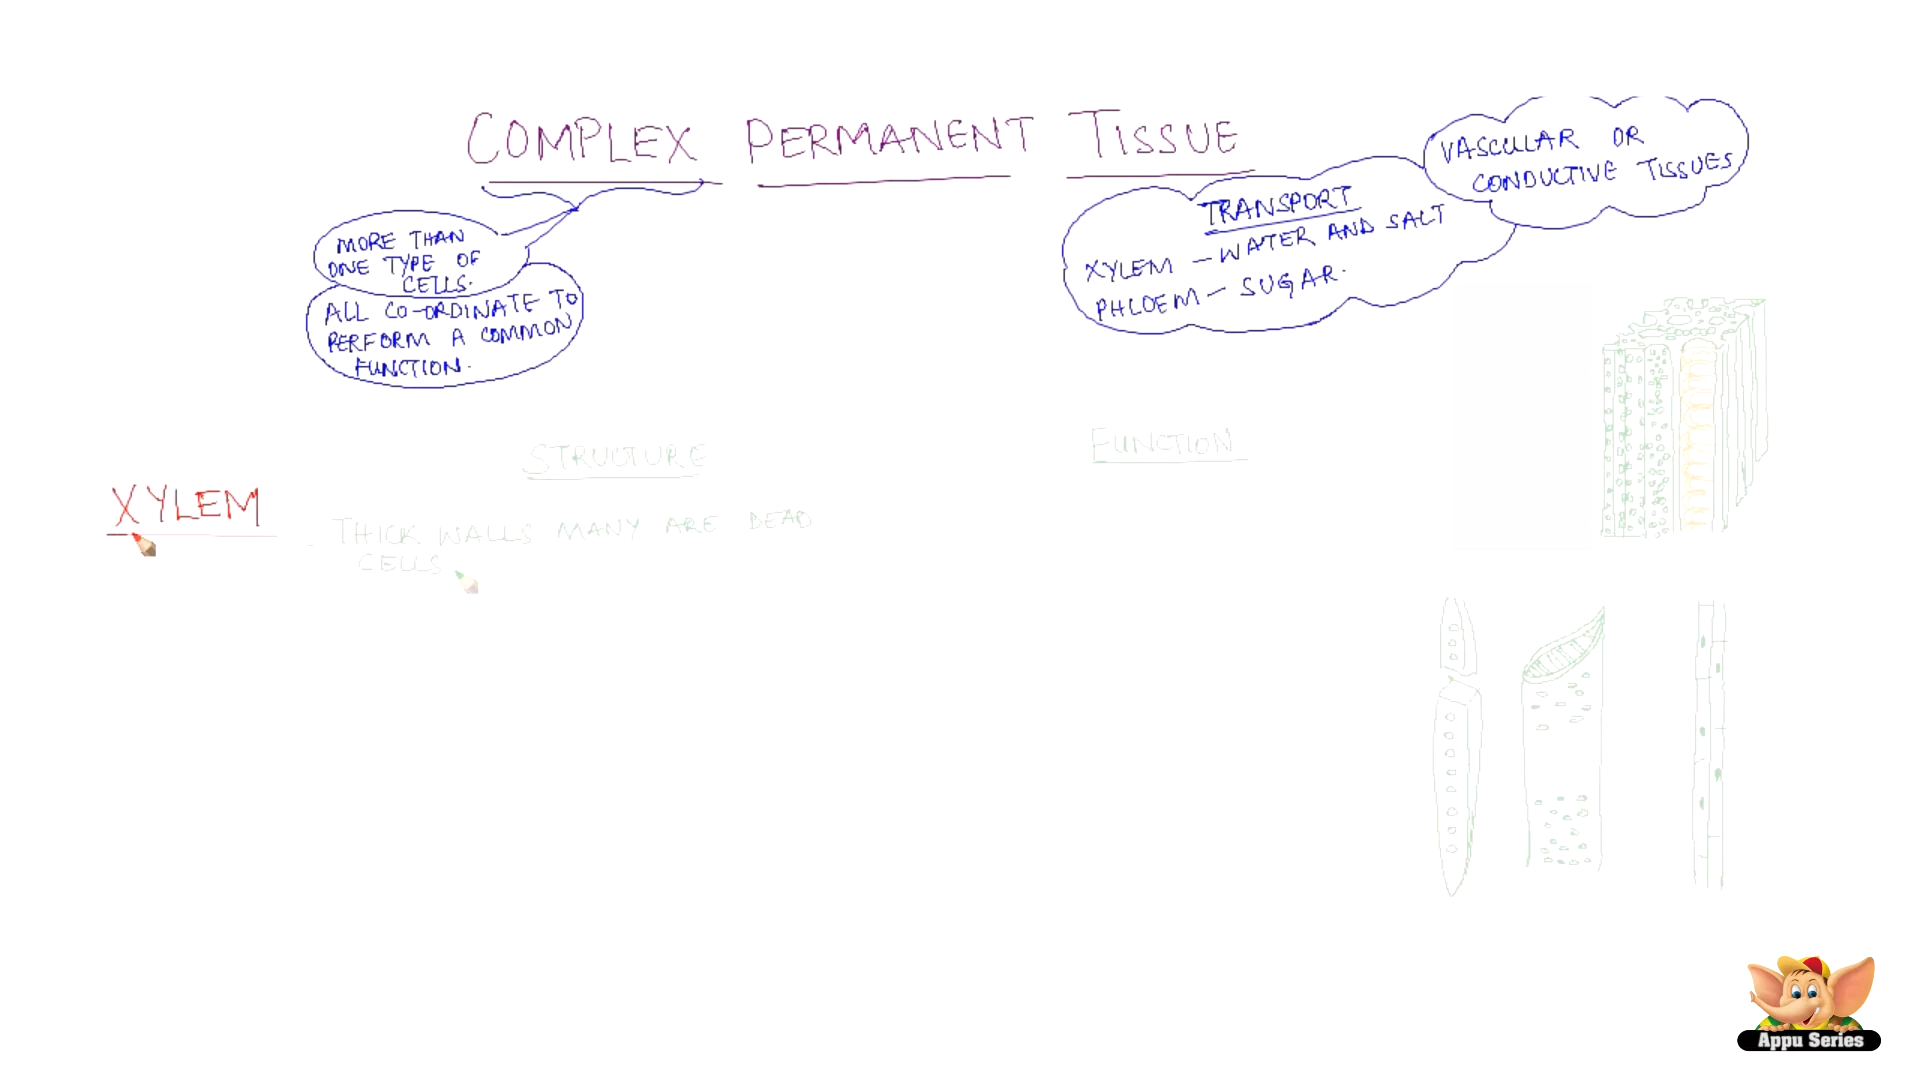 COMPLEX PERMANENT TISSUE
VASCULAR OR
CONDUCTIVE TISSUES
MORE THAN
ONE TYPE OF
CELLS.
ALL CO-ORDINATE TO
PERFORM A COMMON
FUNCTION.
TRANSPORT
XYLEM - WATER AND SALT
PHLOEM - SUGAR.
STRUCTURE
FUNCTION
XYLEM
- THICK WALLS MANY ARE DEAD
CELLS
Appu Series